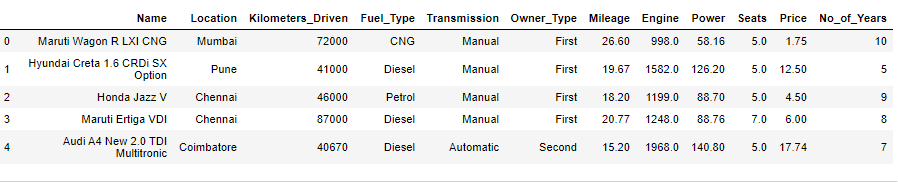 Name Location Kilometers_Driven Fuel_Type Transmission Owner_Type Mileage Engine Power Seats Price No_of_Years
0 Maruti Wagon R LXI CNG Mumbai 72000 CNG Manual First 26.60 998.0 58.16 5.0 1.75 10
1 Hyundai Creta 1.6 CRDi SX Option Pune 41000 Diesel Manual First 19.67 1582.0 126.20 5.0 12.50 5
2 Honda Jazz V Chennai 46000 Petrol Manual First 18.20 1199.0 88.70 5.0 4.50 9
3 Maruti Ertiga VDI Chennai 87000 Diesel Manual First 20.77 1248.0 88.76 7.0 6.00 8
4 Audi A4 New 2.0 TDI Multitronic Coimbatore 40670 Diesel Automatic Second 15.20 1968.0 140.80 5.0 17.74 7